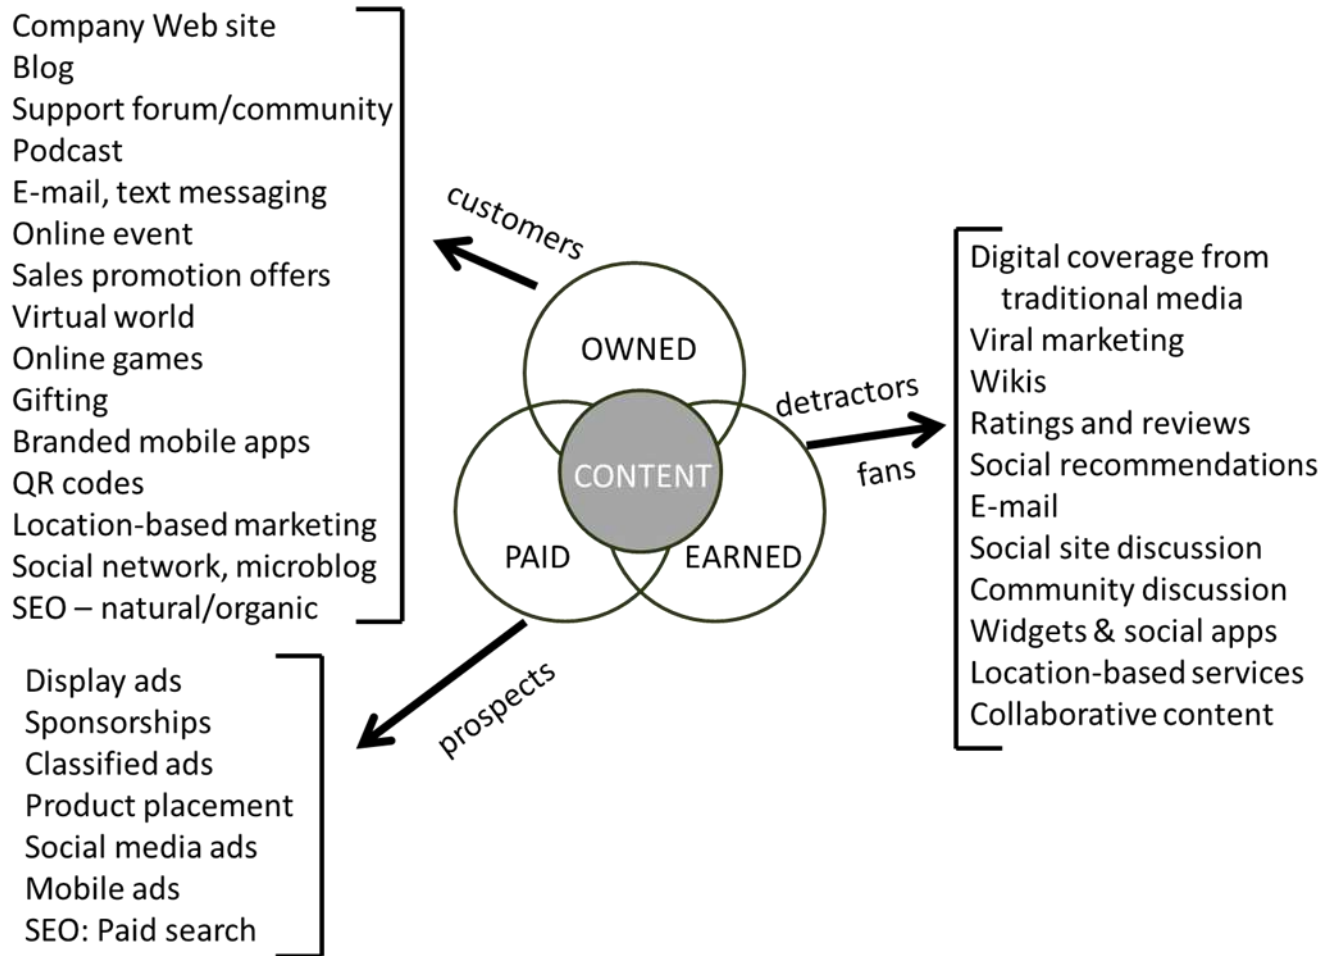 Company Web site
Blog
Support forum/community
Podcast
E-mail, text messaging
Online event
Sales promotion offers
Virtual world
Online games
Gifting
Branded mobile apps
QR codes
Location-based marketing
Social network, microblog
SEO – natural/organic
customers
OWNED
CONTENT
PAID
EARNED
detractors
fans
Digital coverage from
traditional media
Viral marketing
Wikis
Ratings and reviews
Social recommendations
E-mail
Social site discussion
Community discussion
Widgets & social apps
Location-based services
Collaborative content
prospects
Display ads
Sponsorships
Classified ads
Product placement
Social media ads
Mobile ads
SEO: Paid search